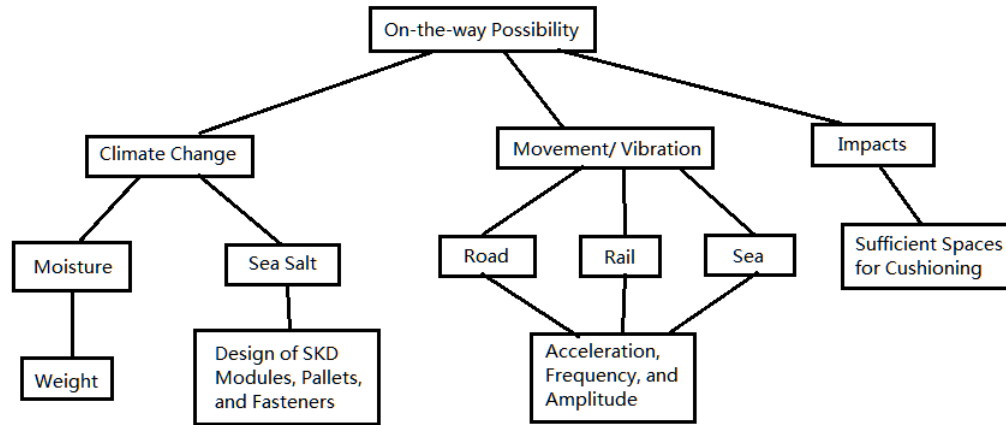 On-the-way Possibility
Climate Change
Movement/ Vibration
Impacts
Moisture
Sea Salt
Road
Rail
Sea
Sufficient Spaces
for Cushioning
Weight
Design of SKD
Modules, Pallets,
and Fasteners
Acceleration,
Frequency, and
Amplitude